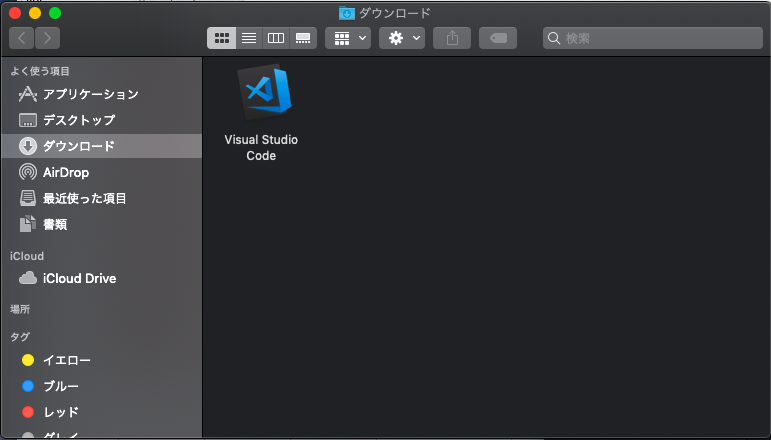 ダウンロード
検索
よく使う項目
アプリケーション
デスクトップ
ダウンロード
AirDrop
最近使った項目
書類
iCloud
iCloud Drive
場所
タグ
イエロー
ブルー
レッド
グレイ
Visual Studio
Code